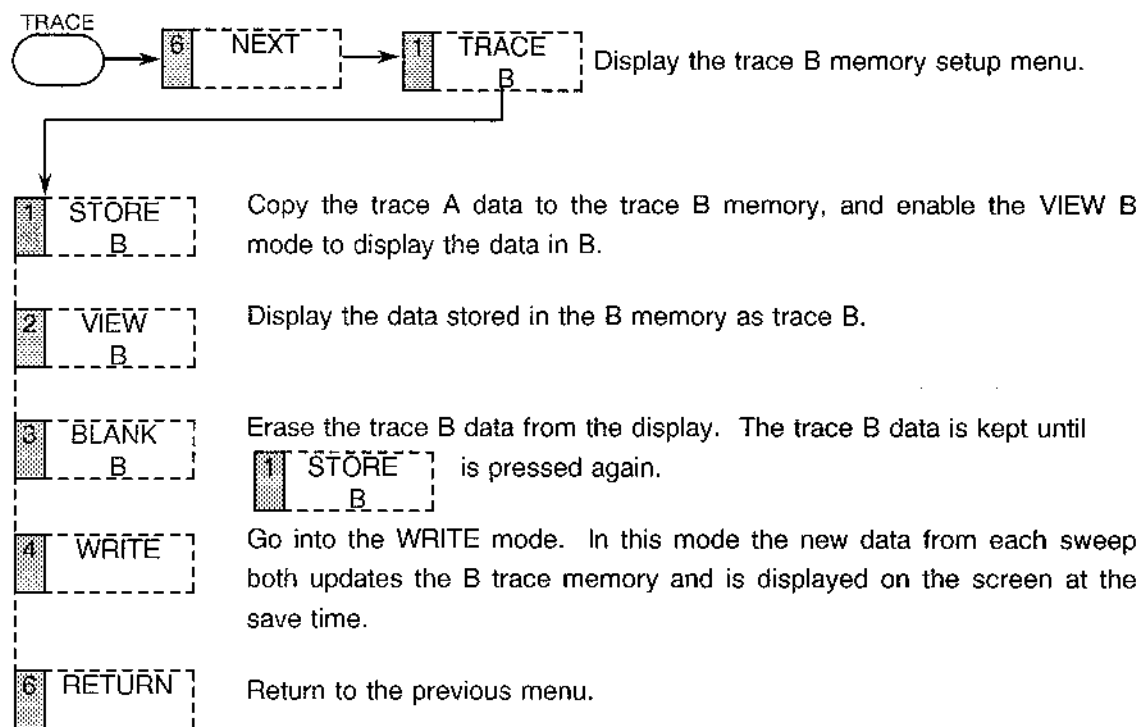 TRACE
6 NEXT
1 TRACE
B
Display the trace B memory setup menu.
1 STORE
B
Copy the trace A data to the trace B memory, and enable the VIEW B
mode to display the data in B.
2 VIEW
B
Display the data stored in the B memory as trace B.
3 BLANK
B
Erase the trace B data from the display. The trace B data is kept until
1 STORE
B
is pressed again.
4 WRITE
Go into the WRITE mode. In this mode the new data from each sweep
both updates the B trace memory and is displayed on the screen at the
save time.
6 RETURN
Return to the previous menu.